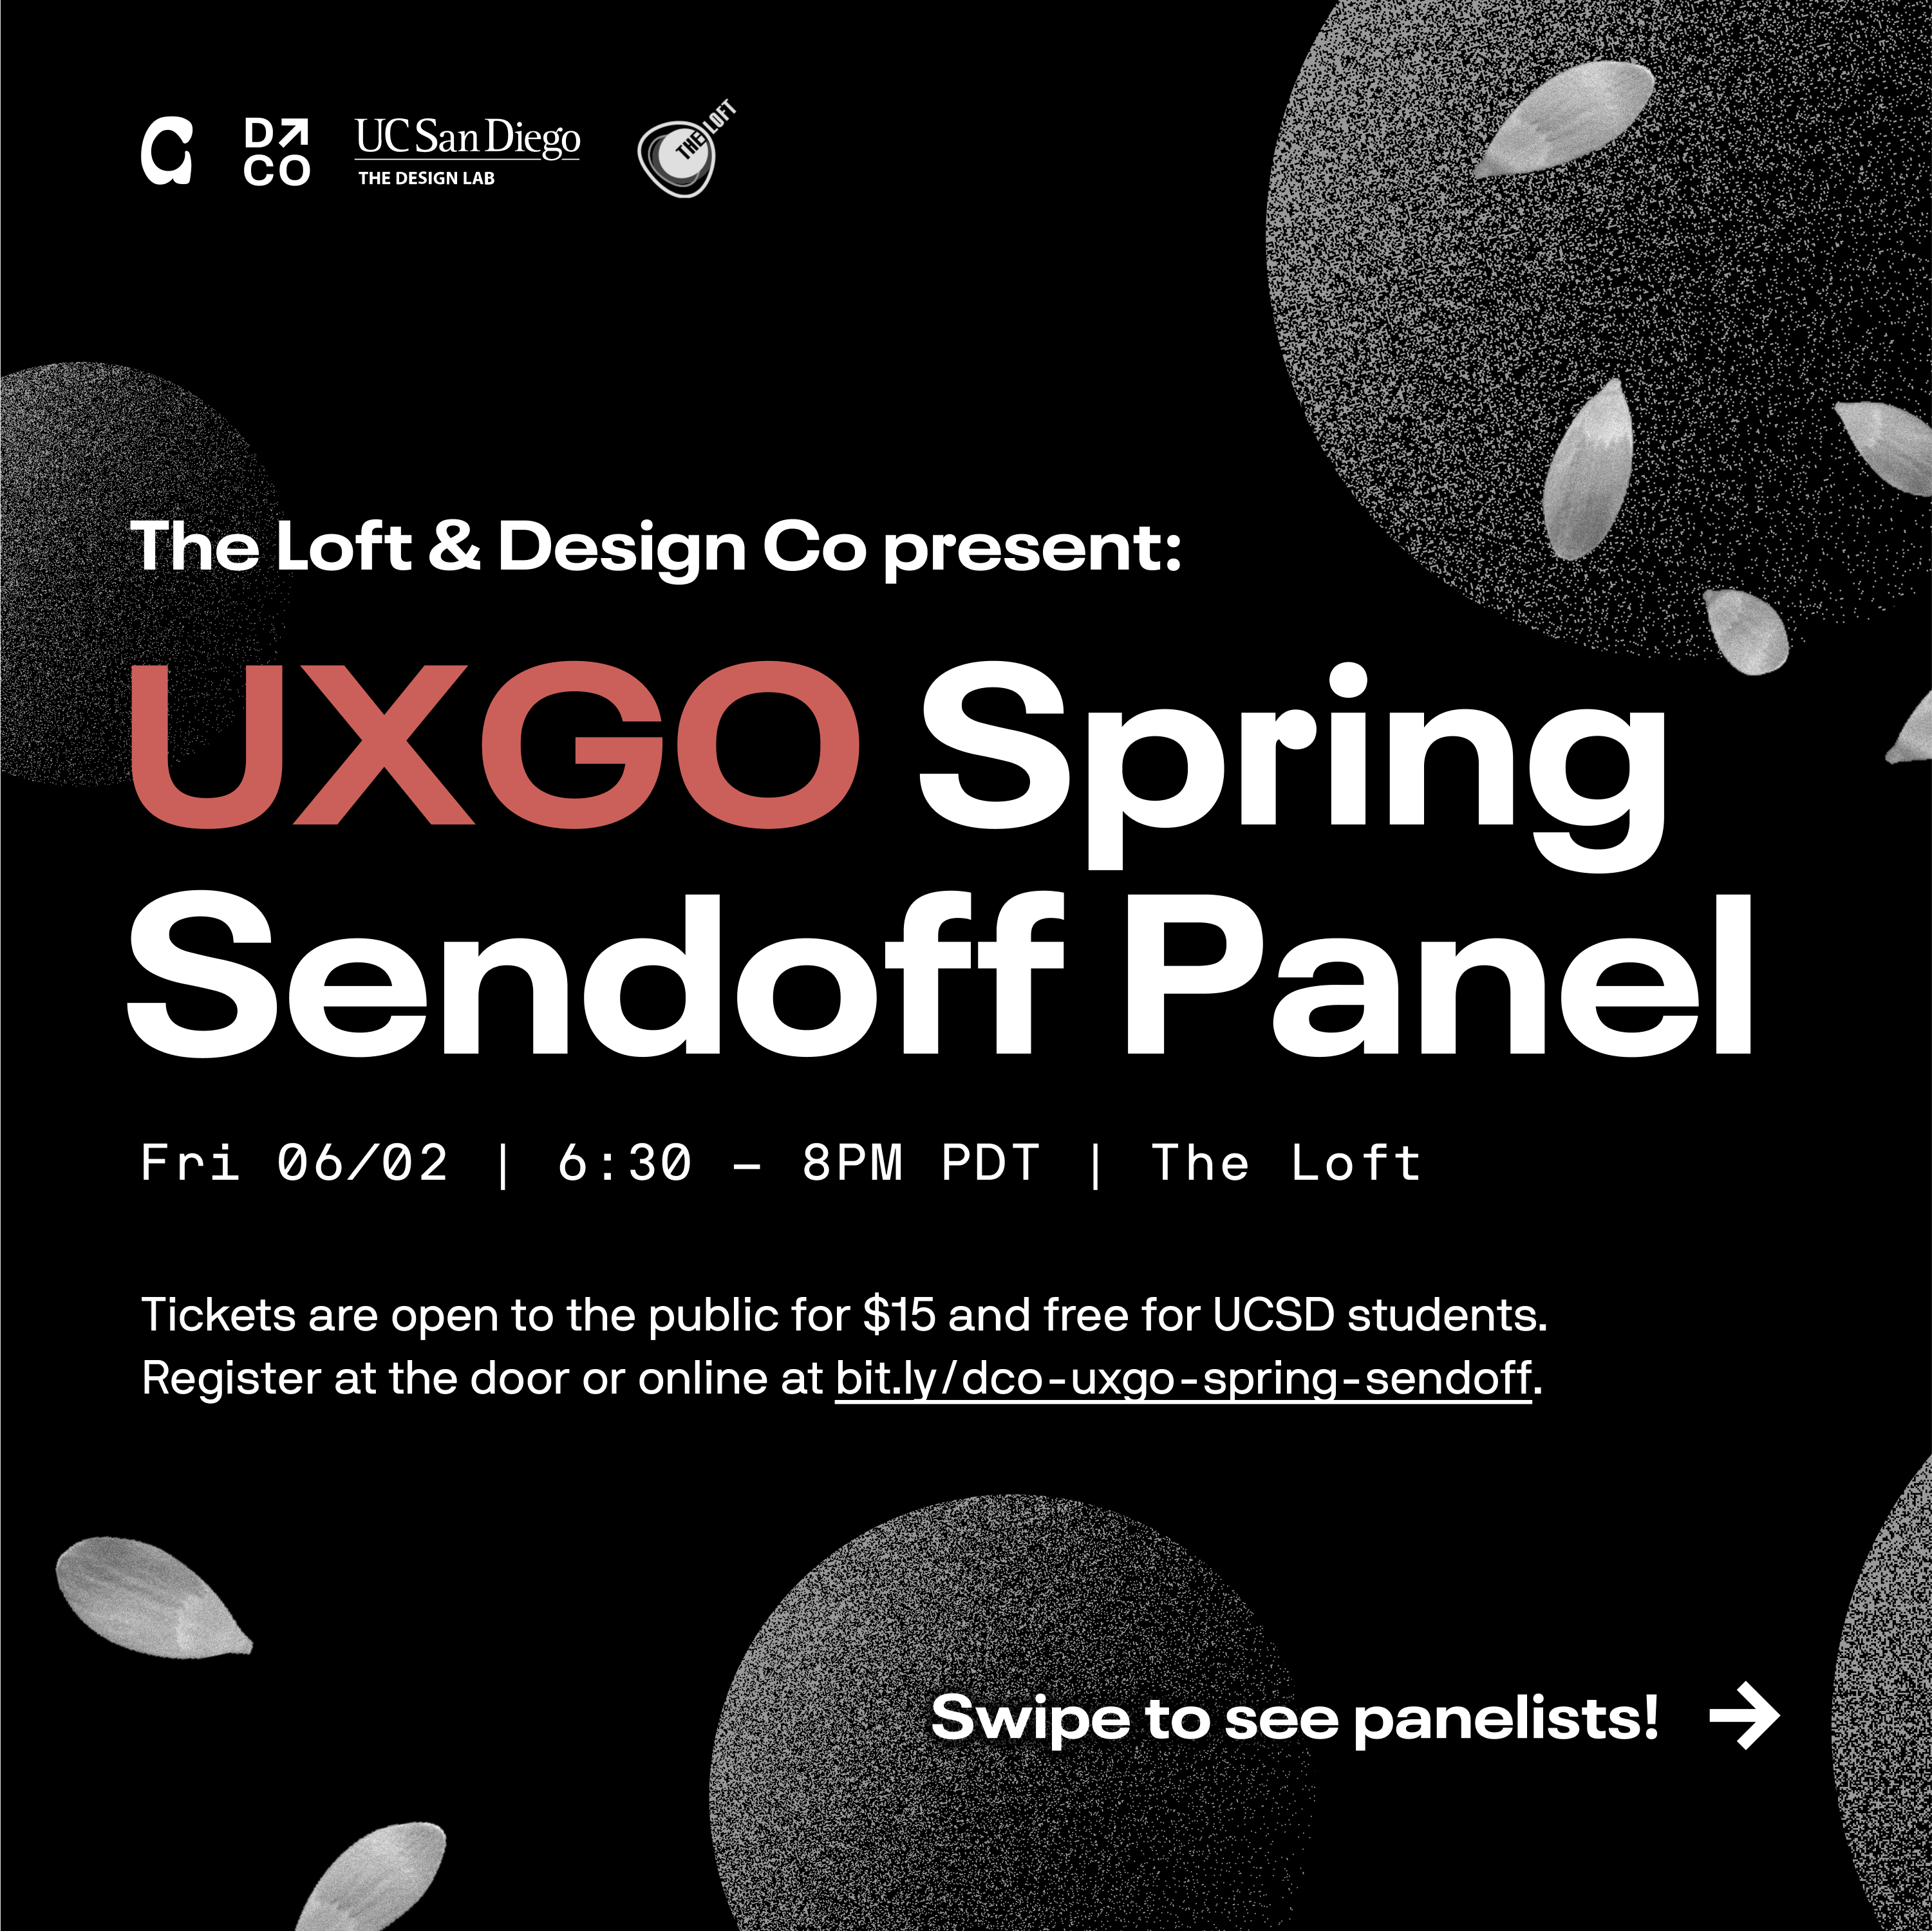 a
D↗
CO
UC San Diego
THE DESIGN LAB
THE LOFT
The Loft & Design Co present:
UXGO Spring
Sendoff Panel
Fri 06/02 | 6:30 – 8PM PDT | The Loft
Tickets are open to the public for $15 and free for UCSD students.
Register at the door or online at bit.ly/dco-uxgo-spring-sendoff.
Swipe to see panelists! →